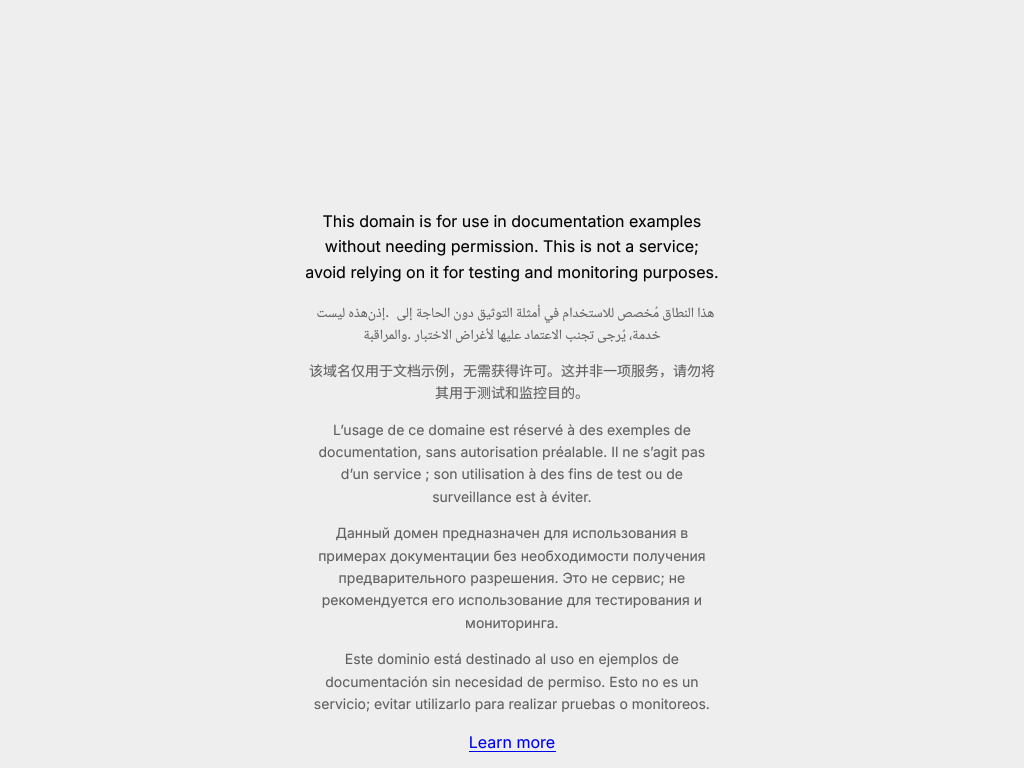 This domain is for use in documentation examples
without needing permission. This is not a service;
avoid relying on it for testing and monitoring purposes.
هذا النطاق مُخصص للاستخدام في أمثلة التوثيق دون الحاجة إلى إذن. هذه ليست
خدمة، يُرجى تجنب الاعتماد عليها لأغراض الاختبار والمراقبة.
该域名仅用于文档示例，无需获得许可。这并非一项服务，请勿将
其用于测试和监控目的。
L’usage de ce domaine est réservé à des exemples de
documentation, sans autorisation préalable. Il ne s’agit pas
d’un service ; son utilisation à des fins de test ou de
surveillance est à éviter.
Данный домен предназначен для использования в
примерах документации без необходимости получения
предварительного разрешения. Это не сервис; не
рекомендуется его использование для тестирования и
мониторинга.
Este dominio está destinado al uso en ejemplos de
documentación sin necesidad de permiso. Esto no es un
servicio; evitar utilizarlo para realizar pruebas o monitoreos.
Learn more